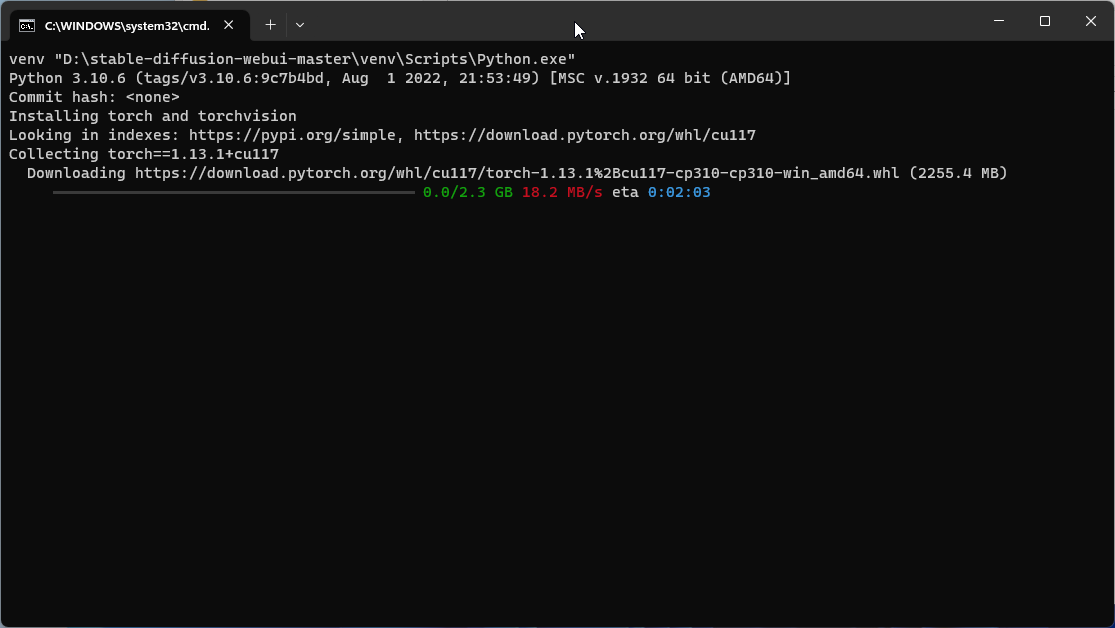 C:\WINDOWS\system32\cmd.
venv "D:\stable-diffusion-webui-master\venv\Scripts\Python.exe"
Python 3.10.6 (tags/v3.10.6:9c7b4bd, Aug  1 2022, 21:53:49) [MSC v.1932 64 bit (AMD64)]
Commit hash: <none>
Installing torch and torchvision
Looking in indexes: https://pypi.org/simple, https://download.pytorch.org/whl/cu117
Collecting torch==1.13.1+cu117
  Downloading https://download.pytorch.org/whl/cu117/torch-1.13.1%2Bcu117-cp310-cp310-win_amd64.whl (2255.4 MB)
0.0/2.3 GB 18.2 MB/s eta 0:02:03